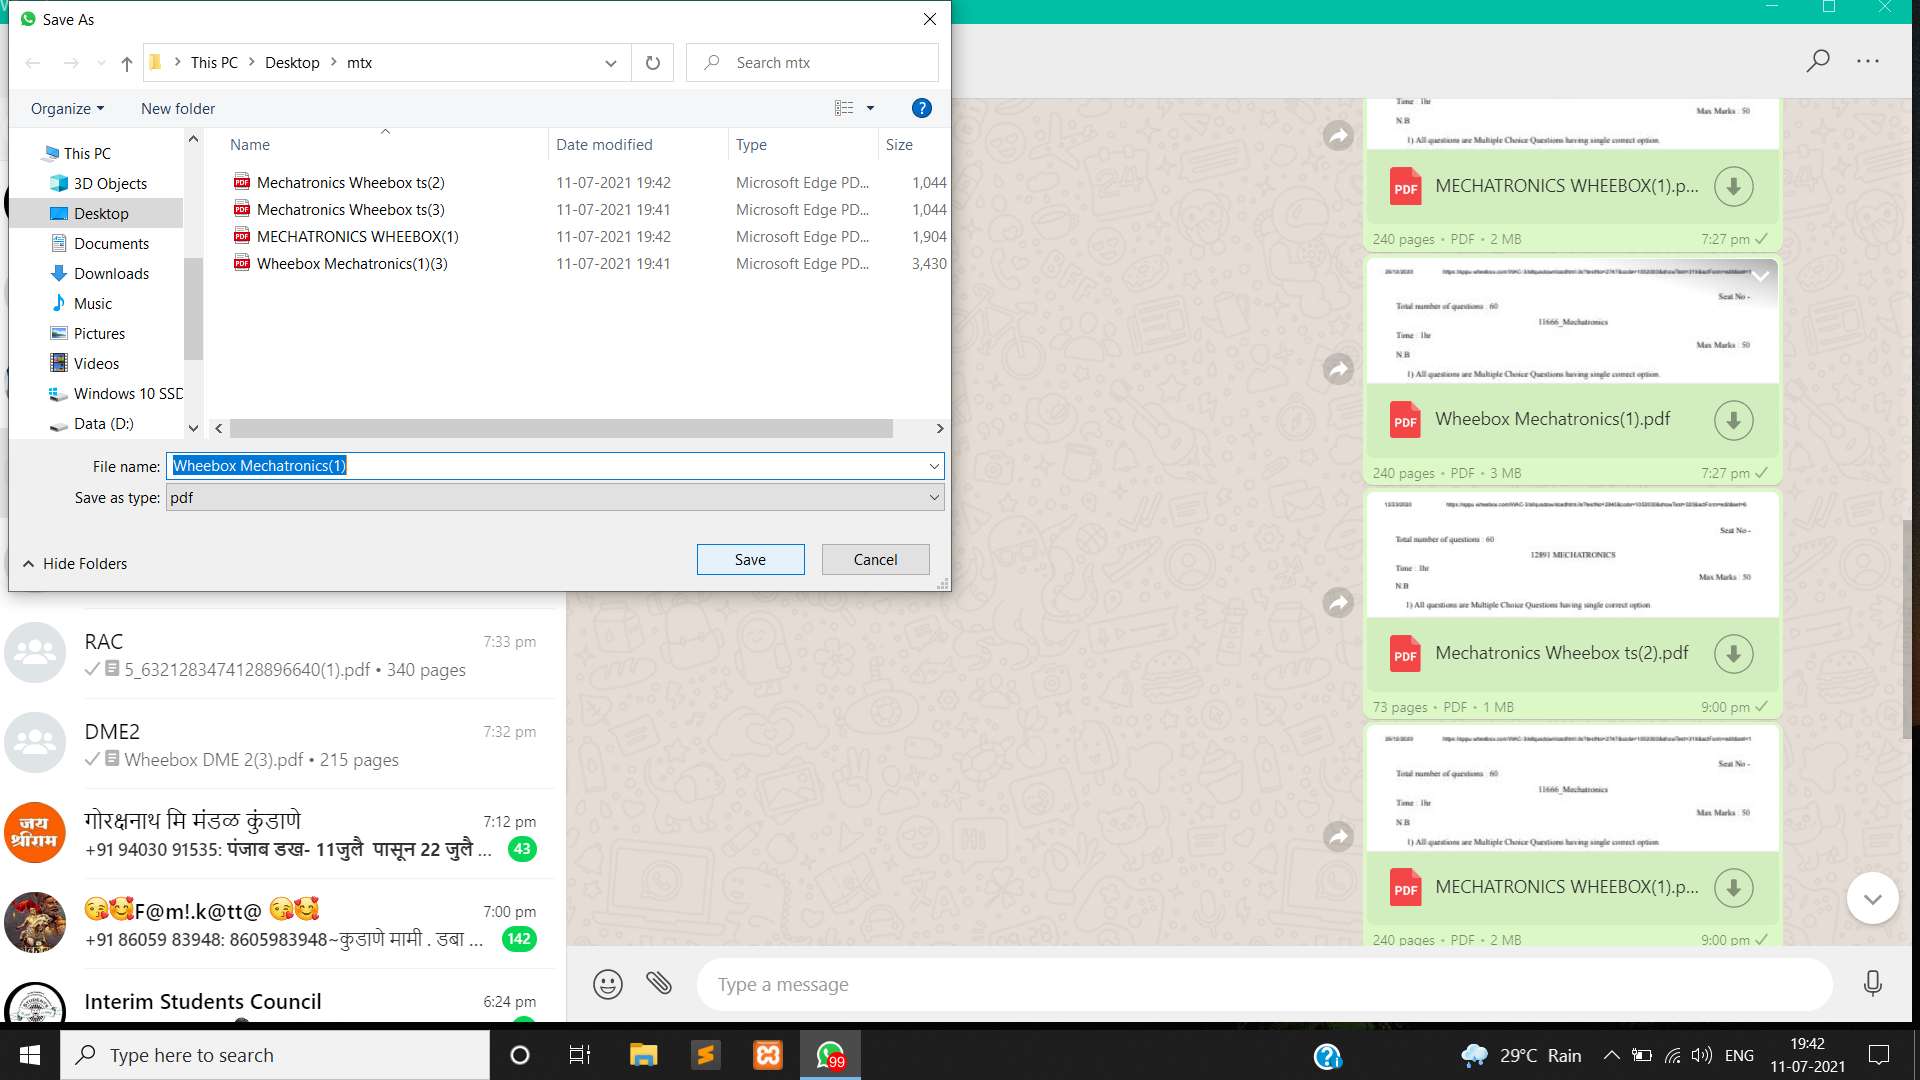 Save As
This PC > Desktop > mtx
Search mtx
Organize
New folder
Name
Date modified
Type
Size
This PC
3D Objects
Desktop
Documents
Downloads
Music
Pictures
Videos
Windows 10 SSD
Data (D:)
Mechatronics Wheebox ts(2) 11-07-2021 19:42 Microsoft Edge PD... 1,044
Mechatronics Wheebox ts(3) 11-07-2021 19:41 Microsoft Edge PD... 1,044
MECHATRONICS WHEEBOX(1) 11-07-2021 19:42 Microsoft Edge PD... 1,904
Wheebox Mechatronics(1)(3) 11-07-2021 19:41 Microsoft Edge PD... 3,430
File name: Wheebox Mechatronics(1)
Save as type: pdf
Hide Folders
Save
Cancel
RAC 7:33 pm
5_6321283474128896640(1).pdf • 340 pages
DME2 7:32 pm
Wheebox DME 2(3).pdf • 215 pages
जय
श्रीराम
गोरक्षनाथ मि मंडळ कुंडाणे 7:12 pm
+91 94030 91535: पंजाब डख- 11जुलै पासून 22 जुलै ... 43
😘🥰F@m!.k@tt@ 😘🥰 7:00 pm
+91 86059 83948: 8605983948~कुडाणे मामी . डबा ... 142
Interim Students Council 6:24 pm
Time : 1hr
Max Marks : 50
N.B
1) All questions are Multiple Choice Questions having single correct option.
PDF
MECHATRONICS WHEEBOX(1).p...
240 pages • PDF • 2 MB 7:27 pm
Seat No -
Total number of questions : 60
11666_Mechatronics
Time : 1hr
Max Marks : 50
N.B
1) All questions are Multiple Choice Questions having single correct option.
PDF
Wheebox Mechatronics(1).pdf
240 pages • PDF • 3 MB 7:27 pm
Seat No -
Total number of questions : 60
12891 MECHATRONICS
Time : 1hr
Max Marks : 50
N.B
1) All questions are Multiple Choice Questions having single correct option.
PDF
Mechatronics Wheebox ts(2).pdf
73 pages • PDF • 1 MB 9:00 pm
Seat No -
Total number of questions : 60
11666_Mechatronics
Time : 1hr
Max Marks : 50
N.B
1) All questions are Multiple Choice Questions having single correct option.
PDF
MECHATRONICS WHEEBOX(1).p...
240 pages • PDF • 2 MB 9:00 pm
Type a message
Type here to search
99
29°C Rain
ENG
19:42
11-07-2021